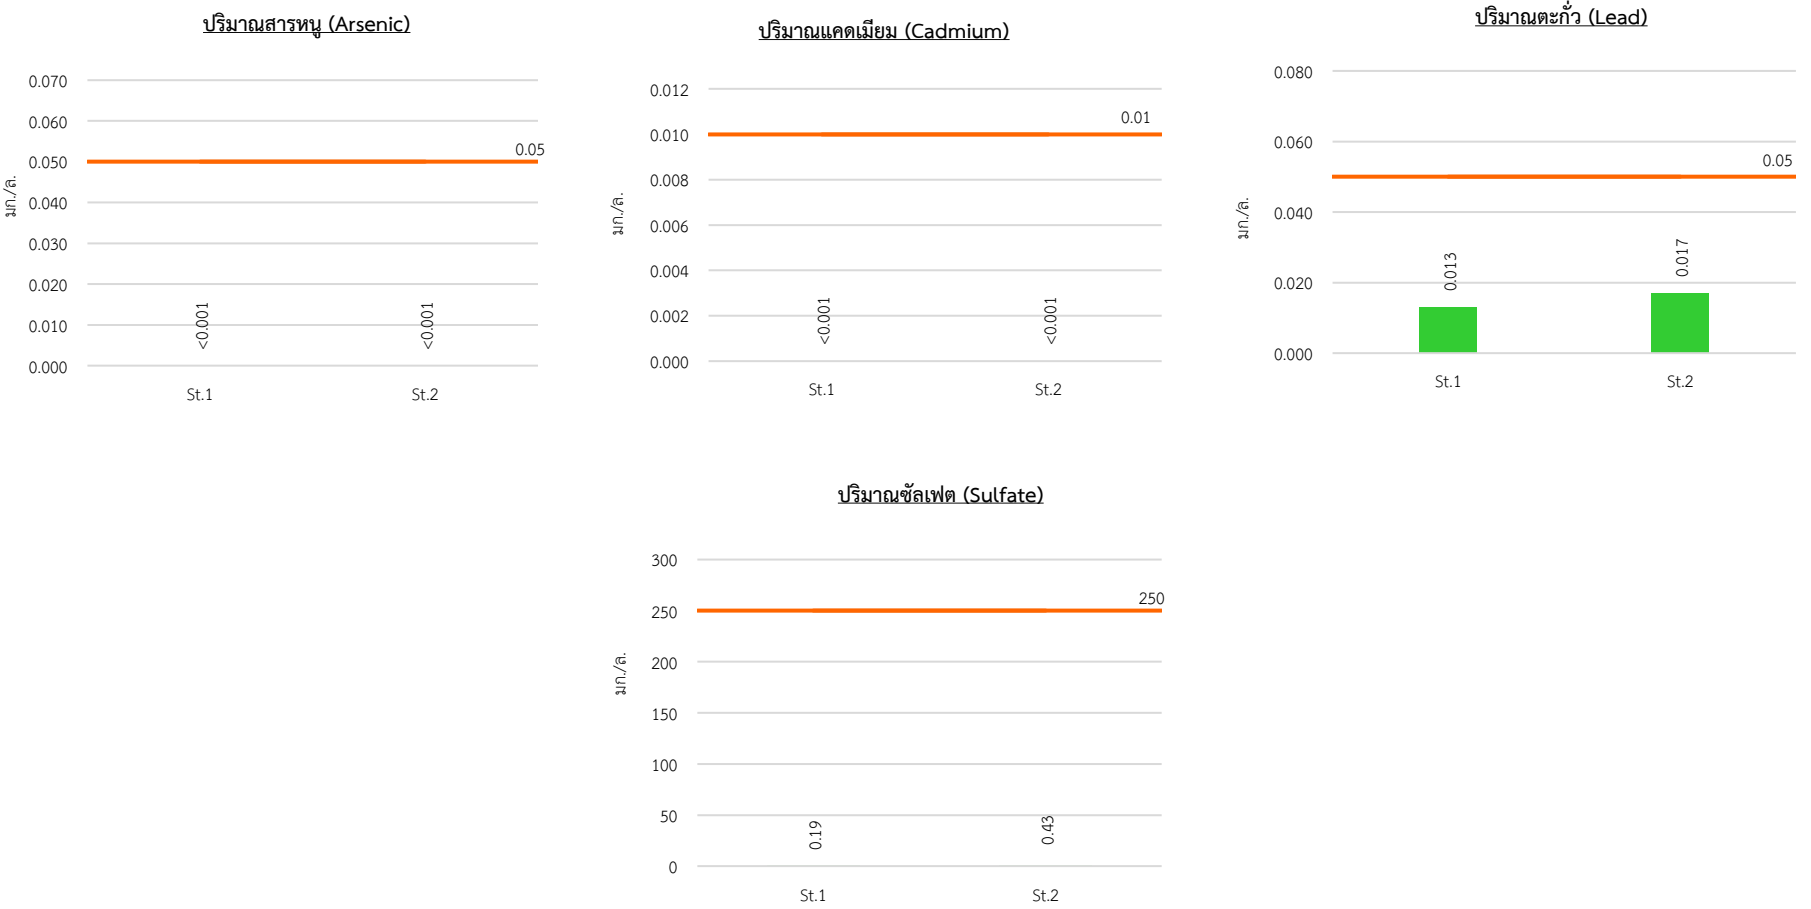 ปริมาณสารหนู (Arsenic)
0.070
0.060
0.050
0.040
0.030
0.020
0.010
0.000
มก./ล.
0.05
<0.001
<0.001
St.1
St.2
ปริมาณแคดเมียม (Cadmium)
0.012
0.010
0.008
0.006
0.004
0.002
0.000
มก./ล.
0.01
<0.001
<0.001
St.1
St.2
ปริมาณตะกั่ว (Lead)
0.080
0.060
0.040
0.020
0.000
มก./ล.
0.05
0.013
0.017
St.1
St.2
ปริมาณซัลเฟต (Sulfate)
300
250
200
150
100
50
0
มก./ล.
250
0.19
0.43
St.1
St.2